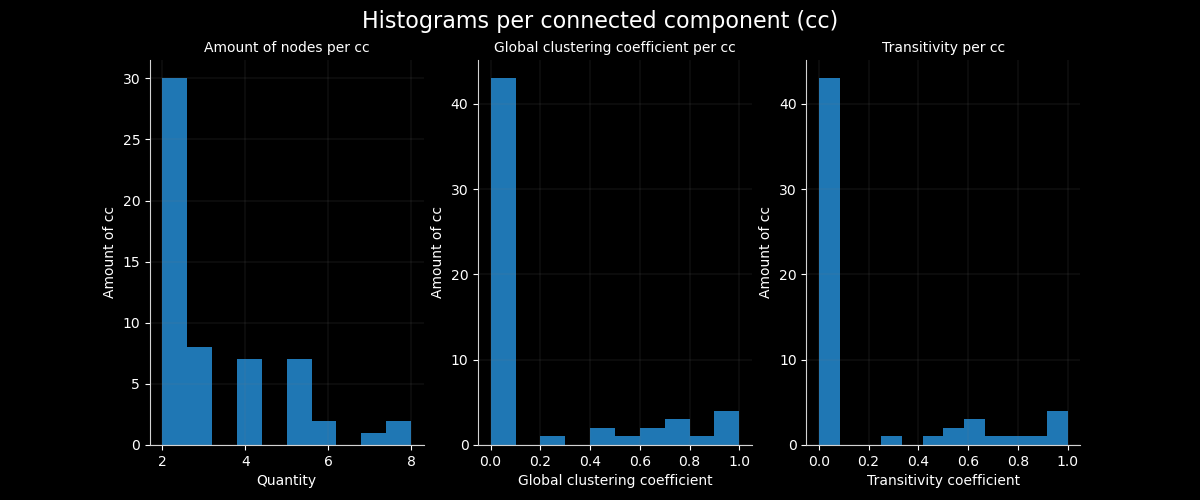 Histograms per connected component (cc)
Amount of nodes per cc
Global clustering coefficient per cc
Transitivity per cc
30
25
20
15
10
5
0
Amount of cc
2 4 6 8
Quantity
40
30
20
10
0
Amount of cc
0.0 0.2 0.4 0.6 0.8 1.0
Global clustering coefficient
40
30
20
10
0
Amount of cc
0.0 0.2 0.4 0.6 0.8 1.0
Transitivity coefficient